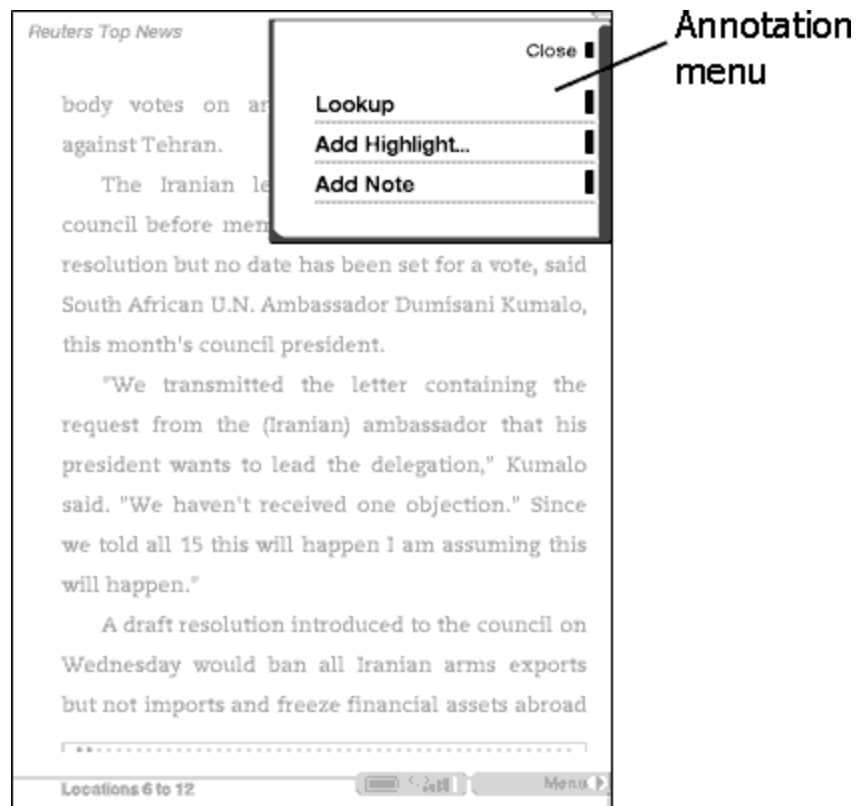 Annotation
menu
Reuters Top News
Close
Lookup
Add Highlight...
Add Note
body votes on
against Tehran.
The Iranian
council before
resolution but no date has been set for a vote, said
South African U.N. Ambassador Dumisani Kumalo,
this month's council president.
"We transmitted the letter containing the
request from the (Iranian) ambassador that his
president wants to lead the delegation," Kumalo
said. "We haven't received one objection." Since
we told all 15 this will happen I am assuming this
will happen."
A draft resolution introduced to the council on
Wednesday would ban all Iranian arms exports
but not imports and freeze financial assets abroad
Locations 6 to 12
Menu